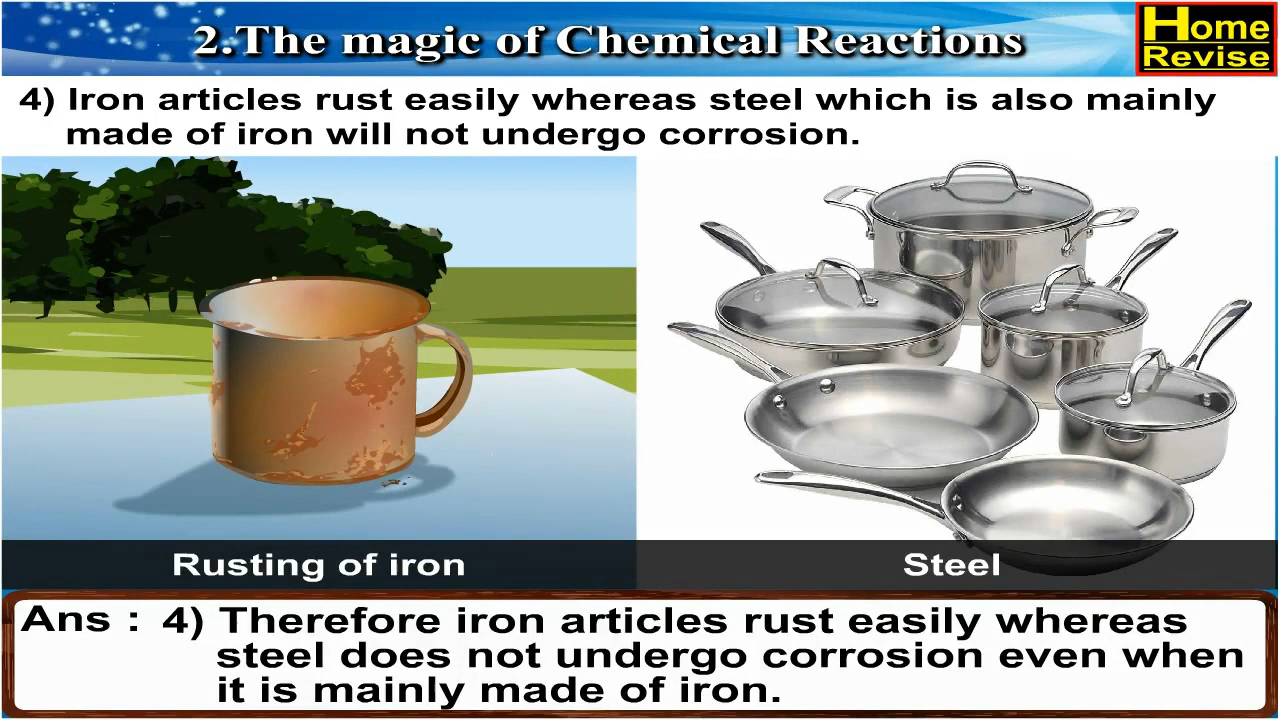 2.The magic of Chemical Reactions
Home
Revise
4) Iron articles rust easily whereas steel which is also mainly
made of iron will not undergo corrosion.
Rusting of iron
Steel
Ans : 4) Therefore iron articles rust easily whereas
steel does not undergo corrosion even when
it is mainly made of iron.